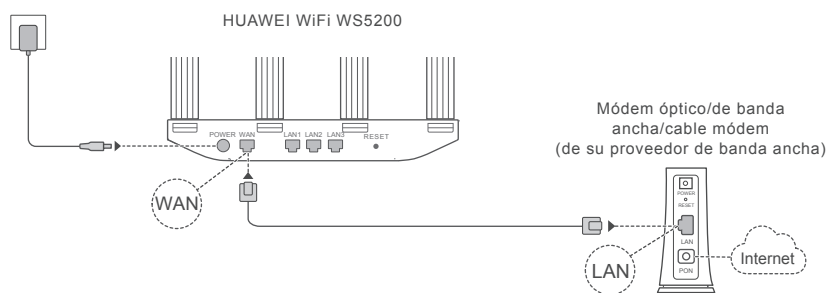 HUAWEI WiFi WS5200
POWER WAN LAN1 LAN2 LAN3 RESET
WAN
Módem óptico/de banda
ancha/cable módem
(de su proveedor de banda ancha)
POWER
RESET
LAN
PON
LAN
Internet